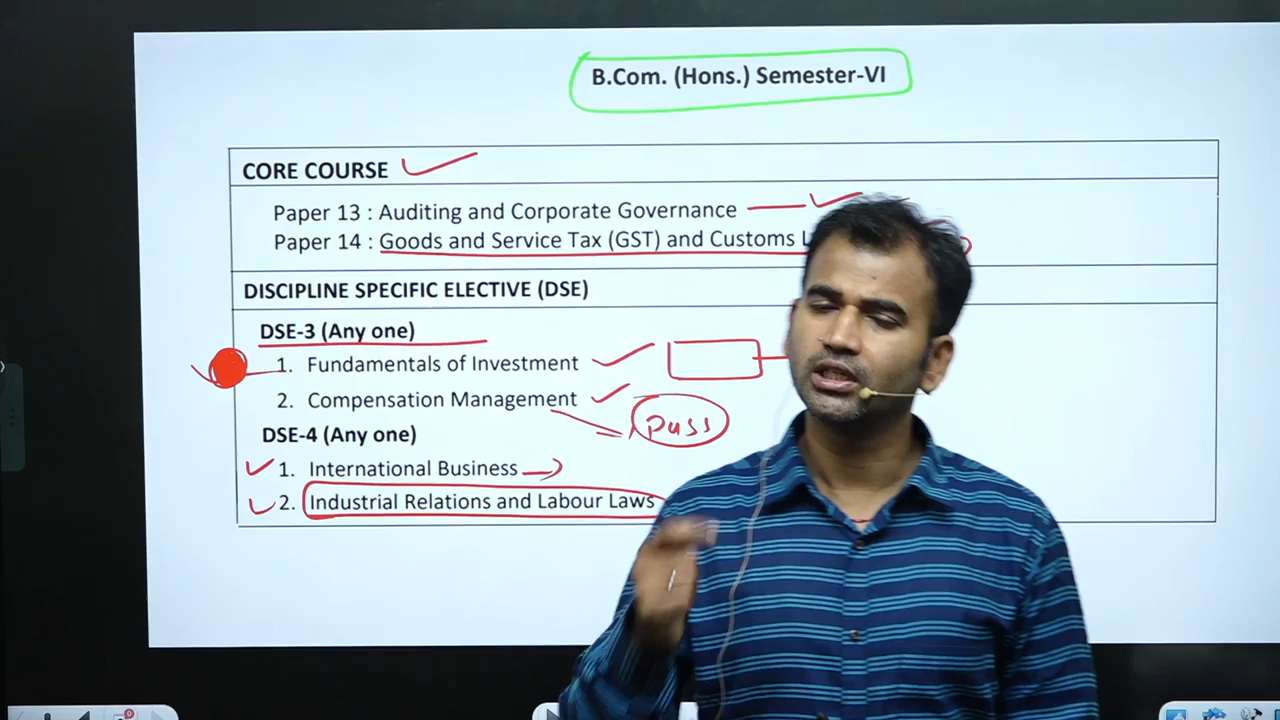 B.Com. (Hons.) Semester-VI
CORE COURSE
Paper 13 : Auditing and Corporate Governance
Paper 14 : Goods and Service Tax (GST) and Customs
DISCIPLINE SPECIFIC ELECTIVE (DSE)
DSE-3 (Any one)
1. Fundamentals of Investment
2. Compensation Management
puss
DSE-4 (Any one)
1. International Business
2. Industrial Relations and Labour Laws